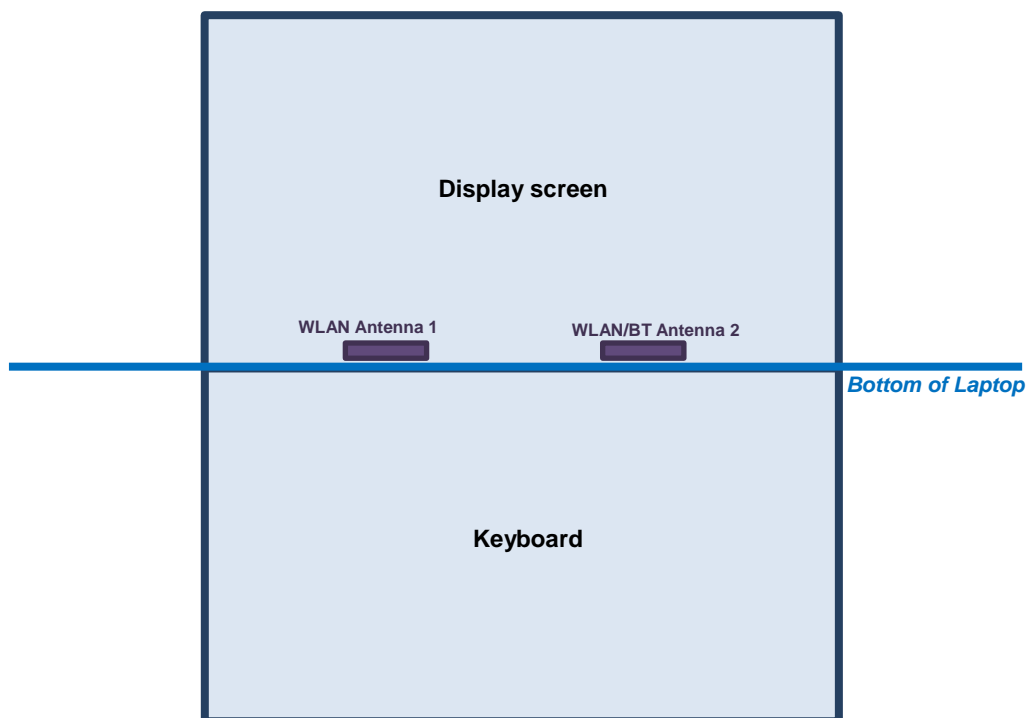 Display screen
WLAN Antenna 1
WLAN/BT Antenna 2
Bottom of Laptop
Keyboard